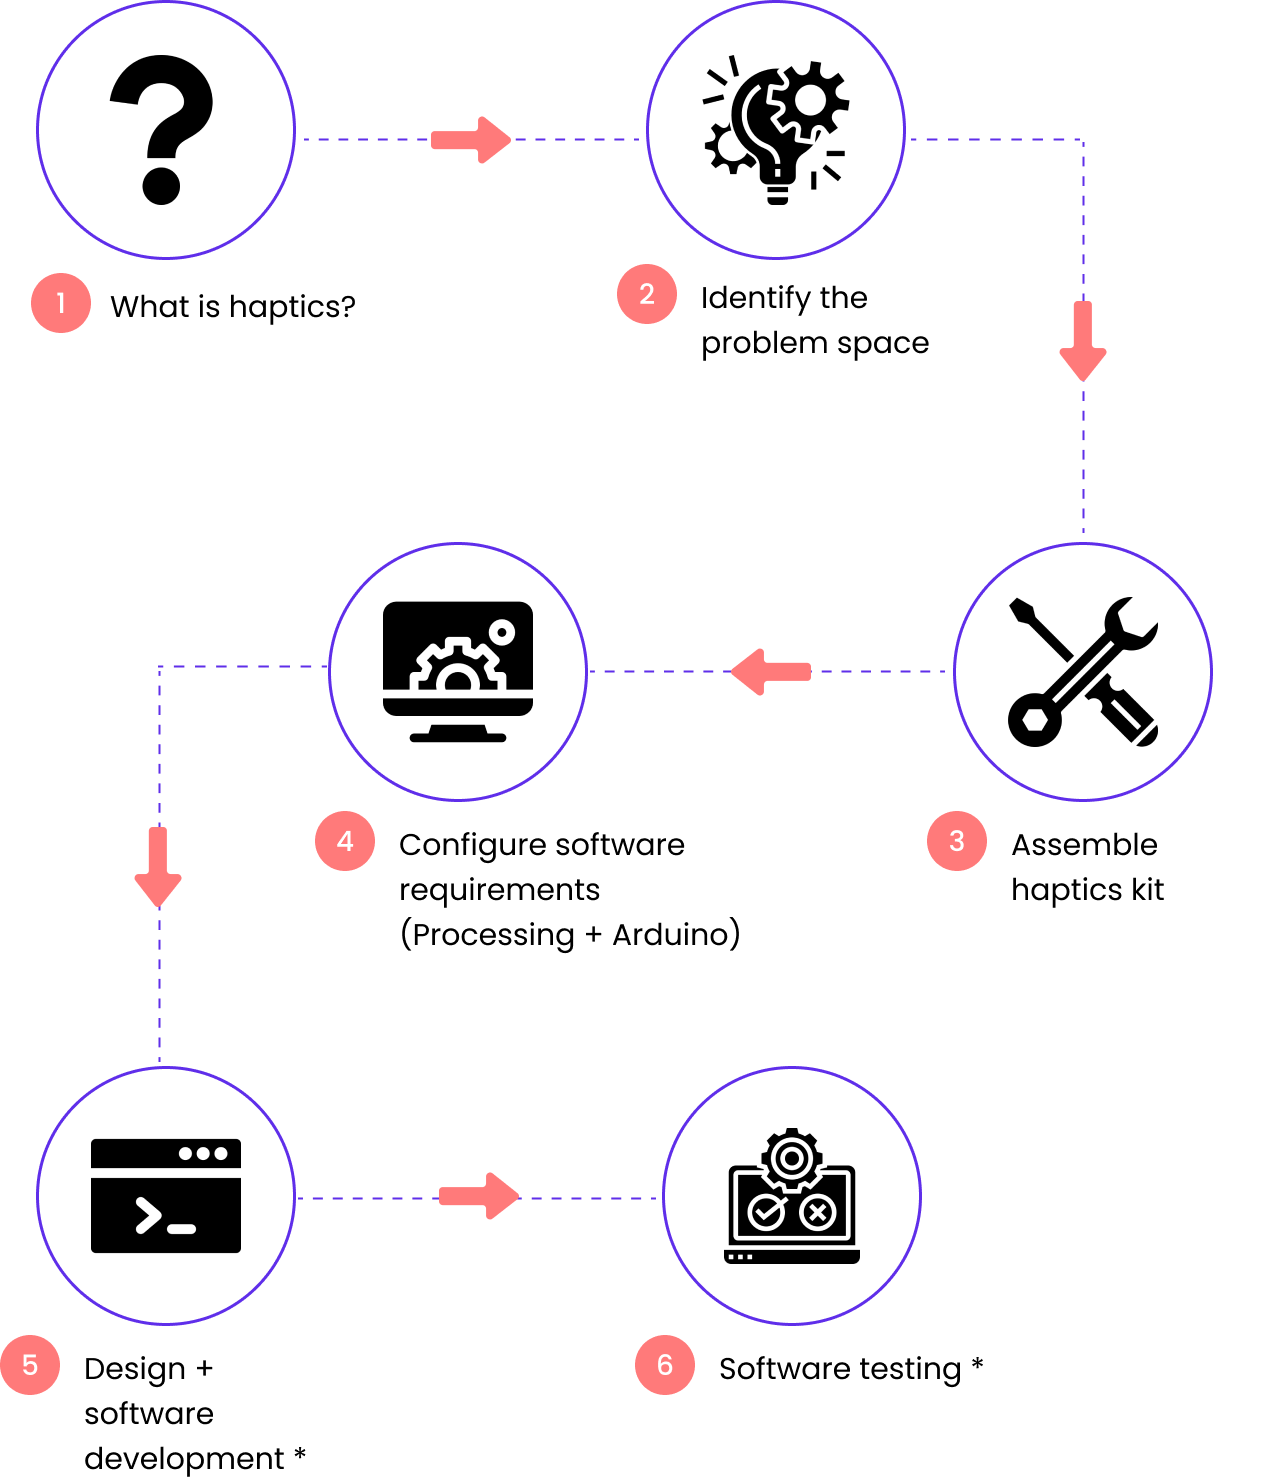 1 What is haptics?
2 Identify the
problem space
3 Assemble
haptics kit
4 Configure software
requirements
(Processing + Arduino)
5 Design +
software
development *
6 Software testing *